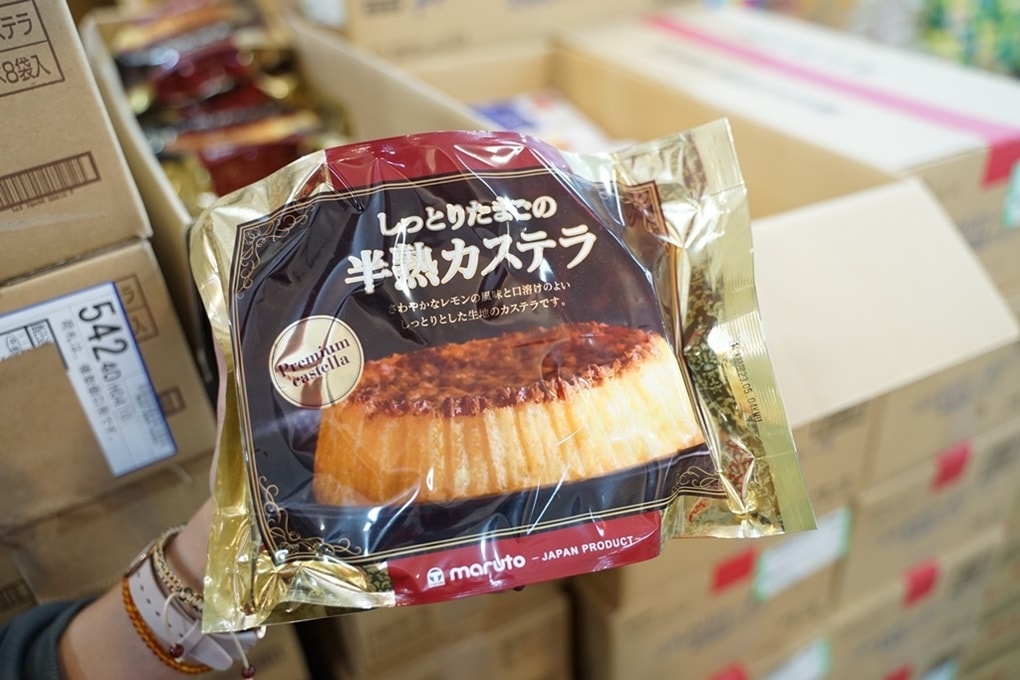 しっとりたまごの
半熟カステラ
さわやかなレモンの風味と口溶けのよい
しっとりとした生地のカステラです。
Premium
castella
maruto
-JAPAN PRODUCT-
ステラ
8袋入
542